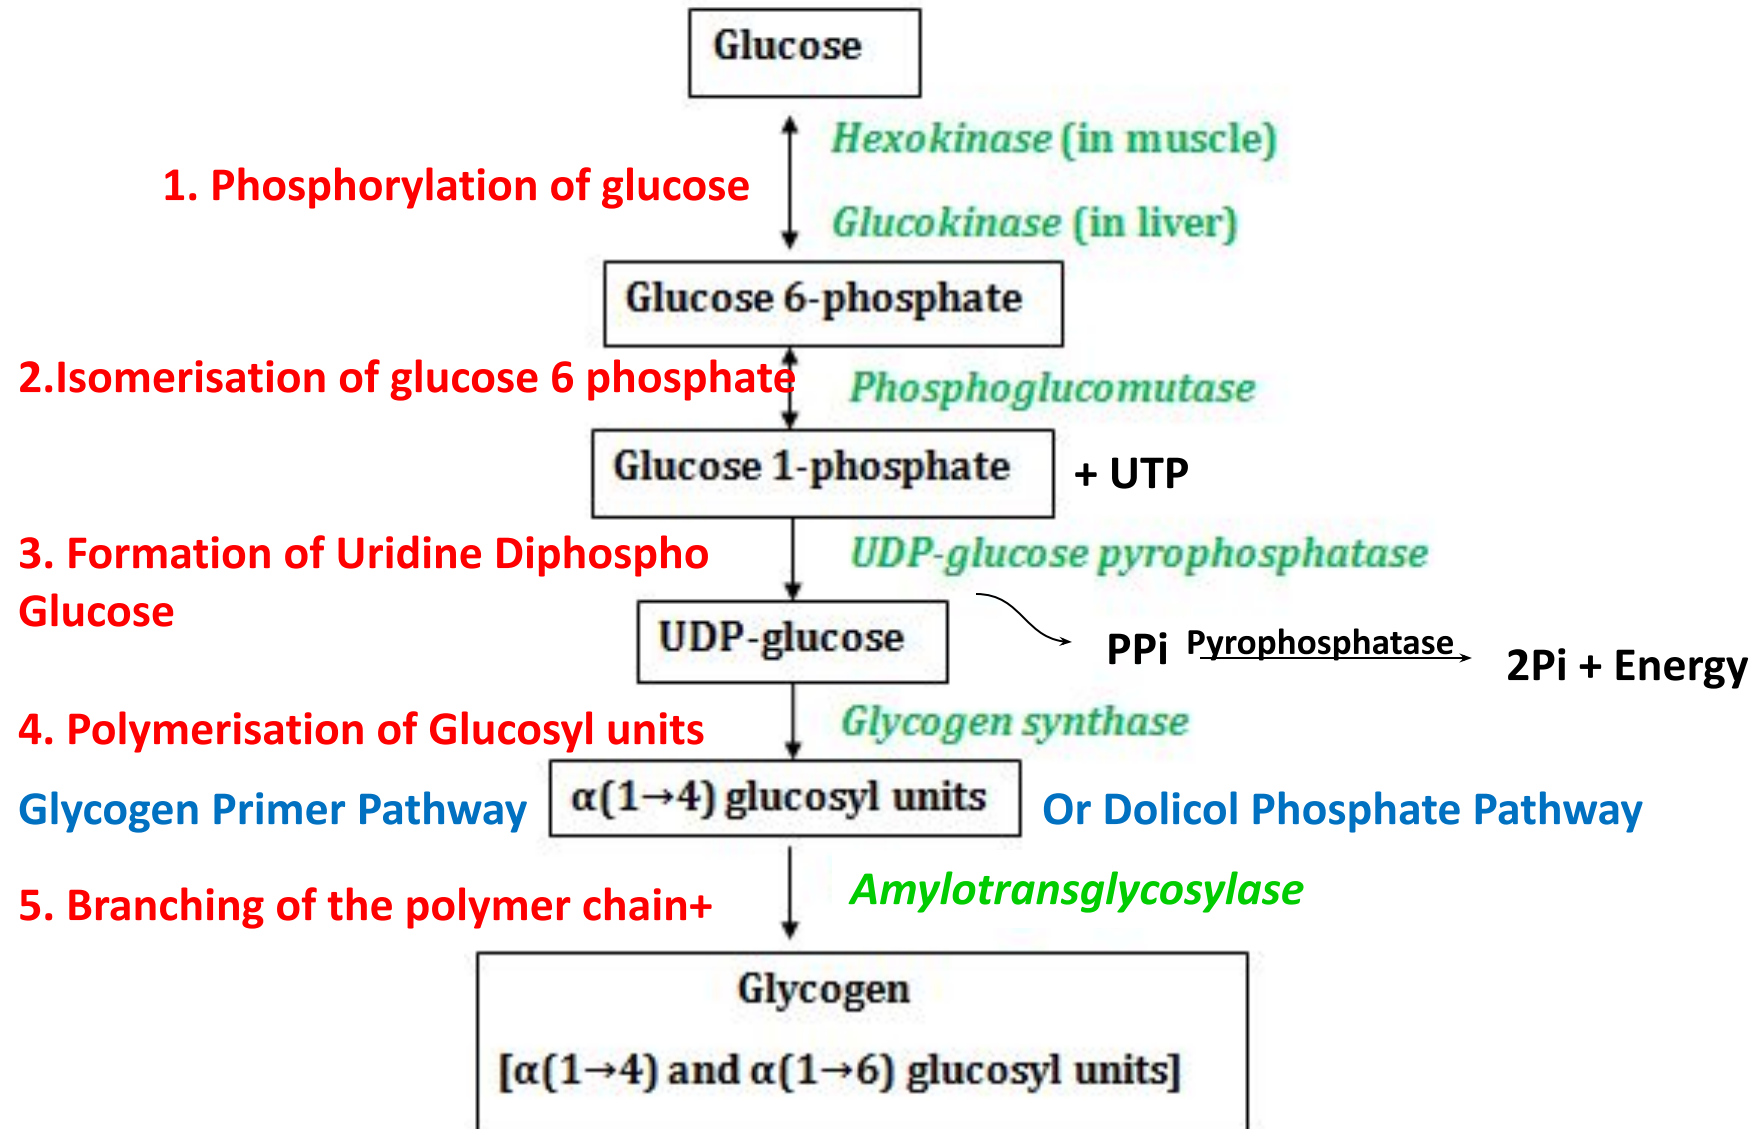 Glucose
Hexokinase (in muscle)
1. Phosphorylation of glucose
Glucokinase (in liver)
Glucose 6-phosphate
2.Isomerisation of glucose 6 phosphate
Phosphoglucomutase
Glucose 1-phosphate
+ UTP
3. Formation of Uridine Diphospho
Glucose
UDP-glucose pyrophosphatase
UDP-glucose
PPi
Pyrophosphatase
2Pi + Energy
4. Polymerisation of Glucosyl units
Glycogen synthase
Glycogen Primer Pathway
α(1→4) glucosyl units
Or Dolicol Phosphate Pathway
5. Branching of the polymer chain+
Amylotransglycosylase
Glycogen
[α(1→4) and α(1→6) glucosyl units]